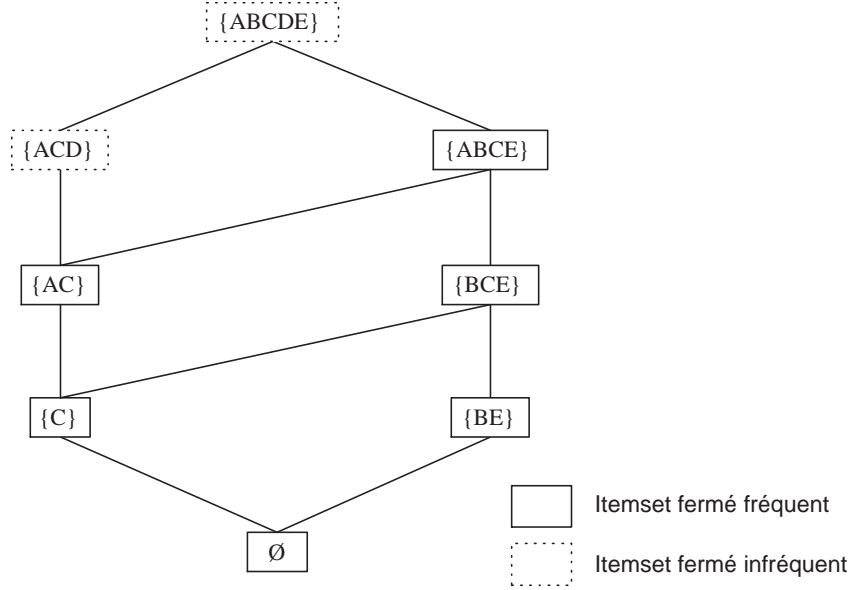 {ABCDE}
{ACD}
{ABCE}
{AC}
{BCE}
{C}
{BE}
Ø
Itemset fermé fréquent
Itemset fermé infréquent